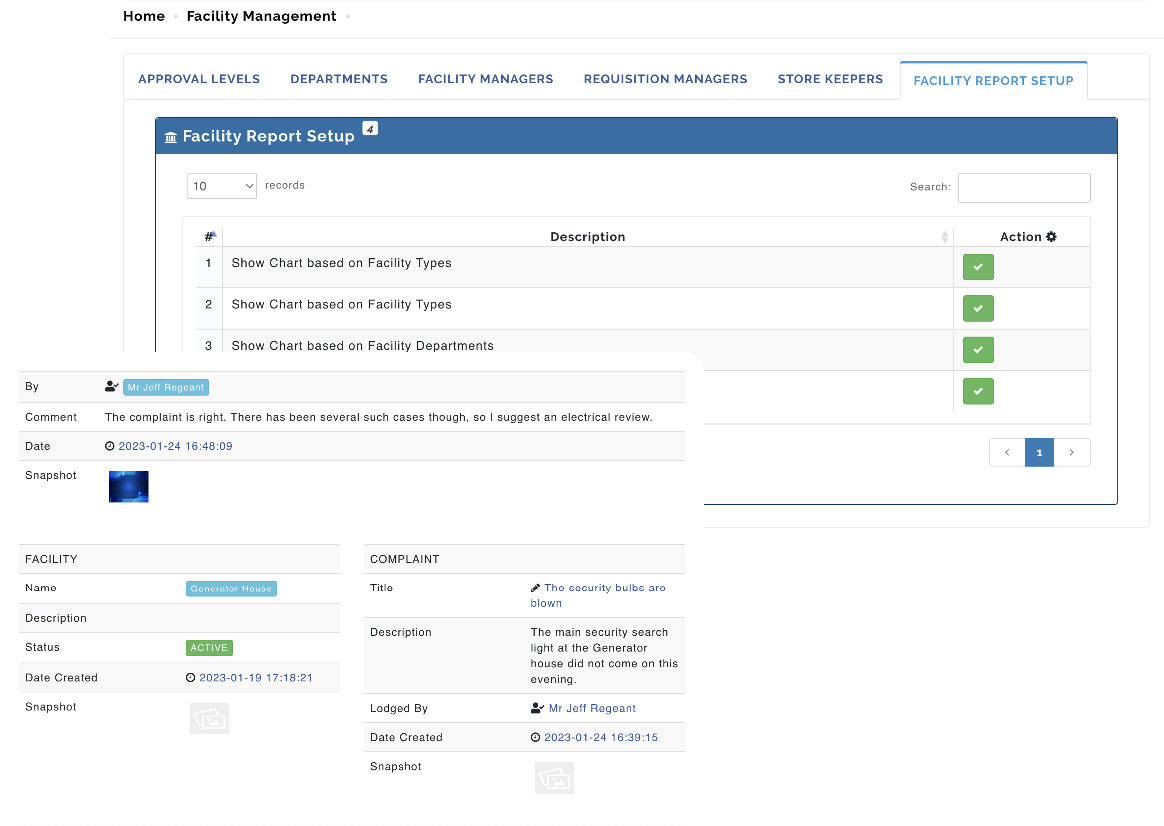 Home Facility Management
APPROVAL LEVELS DEPARTMENTS FACILITY MANAGERS REQUISITION MANAGERS STORE KEEPERS FACILITY REPORT SETUP
Facility Report Setup 4
10 records Search:
# Description Action
1 Show Chart based on Facility Types
2 Show Chart based on Facility Types
3 Show Chart based on Facility Departments
‹ 1 ›
By Mr Jeff Regeant
Comment The complaint is right. There has been several such cases though, so I suggest an electrical review.
Date 2023-01-24 16:48:09
Snapshot
FACILITY
Name Generator House
Description
Status ACTIVE
Date Created 2023-01-19 17:18:21
Snapshot
COMPLAINT
Title The security bulbs are
blown
Description The main security search
light at the Generator
house did not come on this
evening.
Lodged By Mr Jeff Regeant
Date Created 2023-01-24 16:39:15
Snapshot